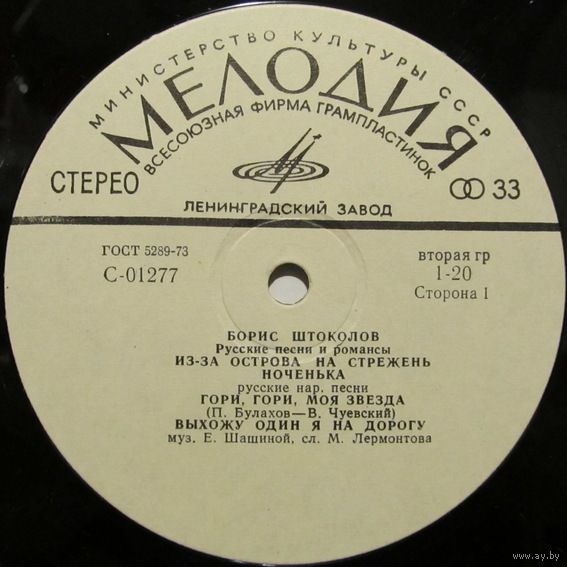 МИНИСТЕРСТВО КУЛЬТУРЫ СССР
МЕЛОДИЯ
ВСЕСОЮЗНАЯ ФИРМА ГРАМПЛАСТИНОК
СТЕРЕО
33
ЛЕНИНГРАДСКИЙ ЗАВОД
ГОСТ 5289-73
С-01277
вторая гр
1-20
Сторона 1
БОРИС ШТОКОЛОВ
Русские песни и романсы
ИЗ-ЗА ОСТРОВА НА СТРЕЖЕНЬ
НОЧЕНЬКА
русские нар. песни
ГОРИ, ГОРИ, МОЯ ЗВЕЗДА
(П. Булахов—В. Чуевский)
ВЫХОЖУ ОДИН Я НА ДОРОГУ
муз. Е. Шашиной, сл. М. Лермонтова
www.ay.by